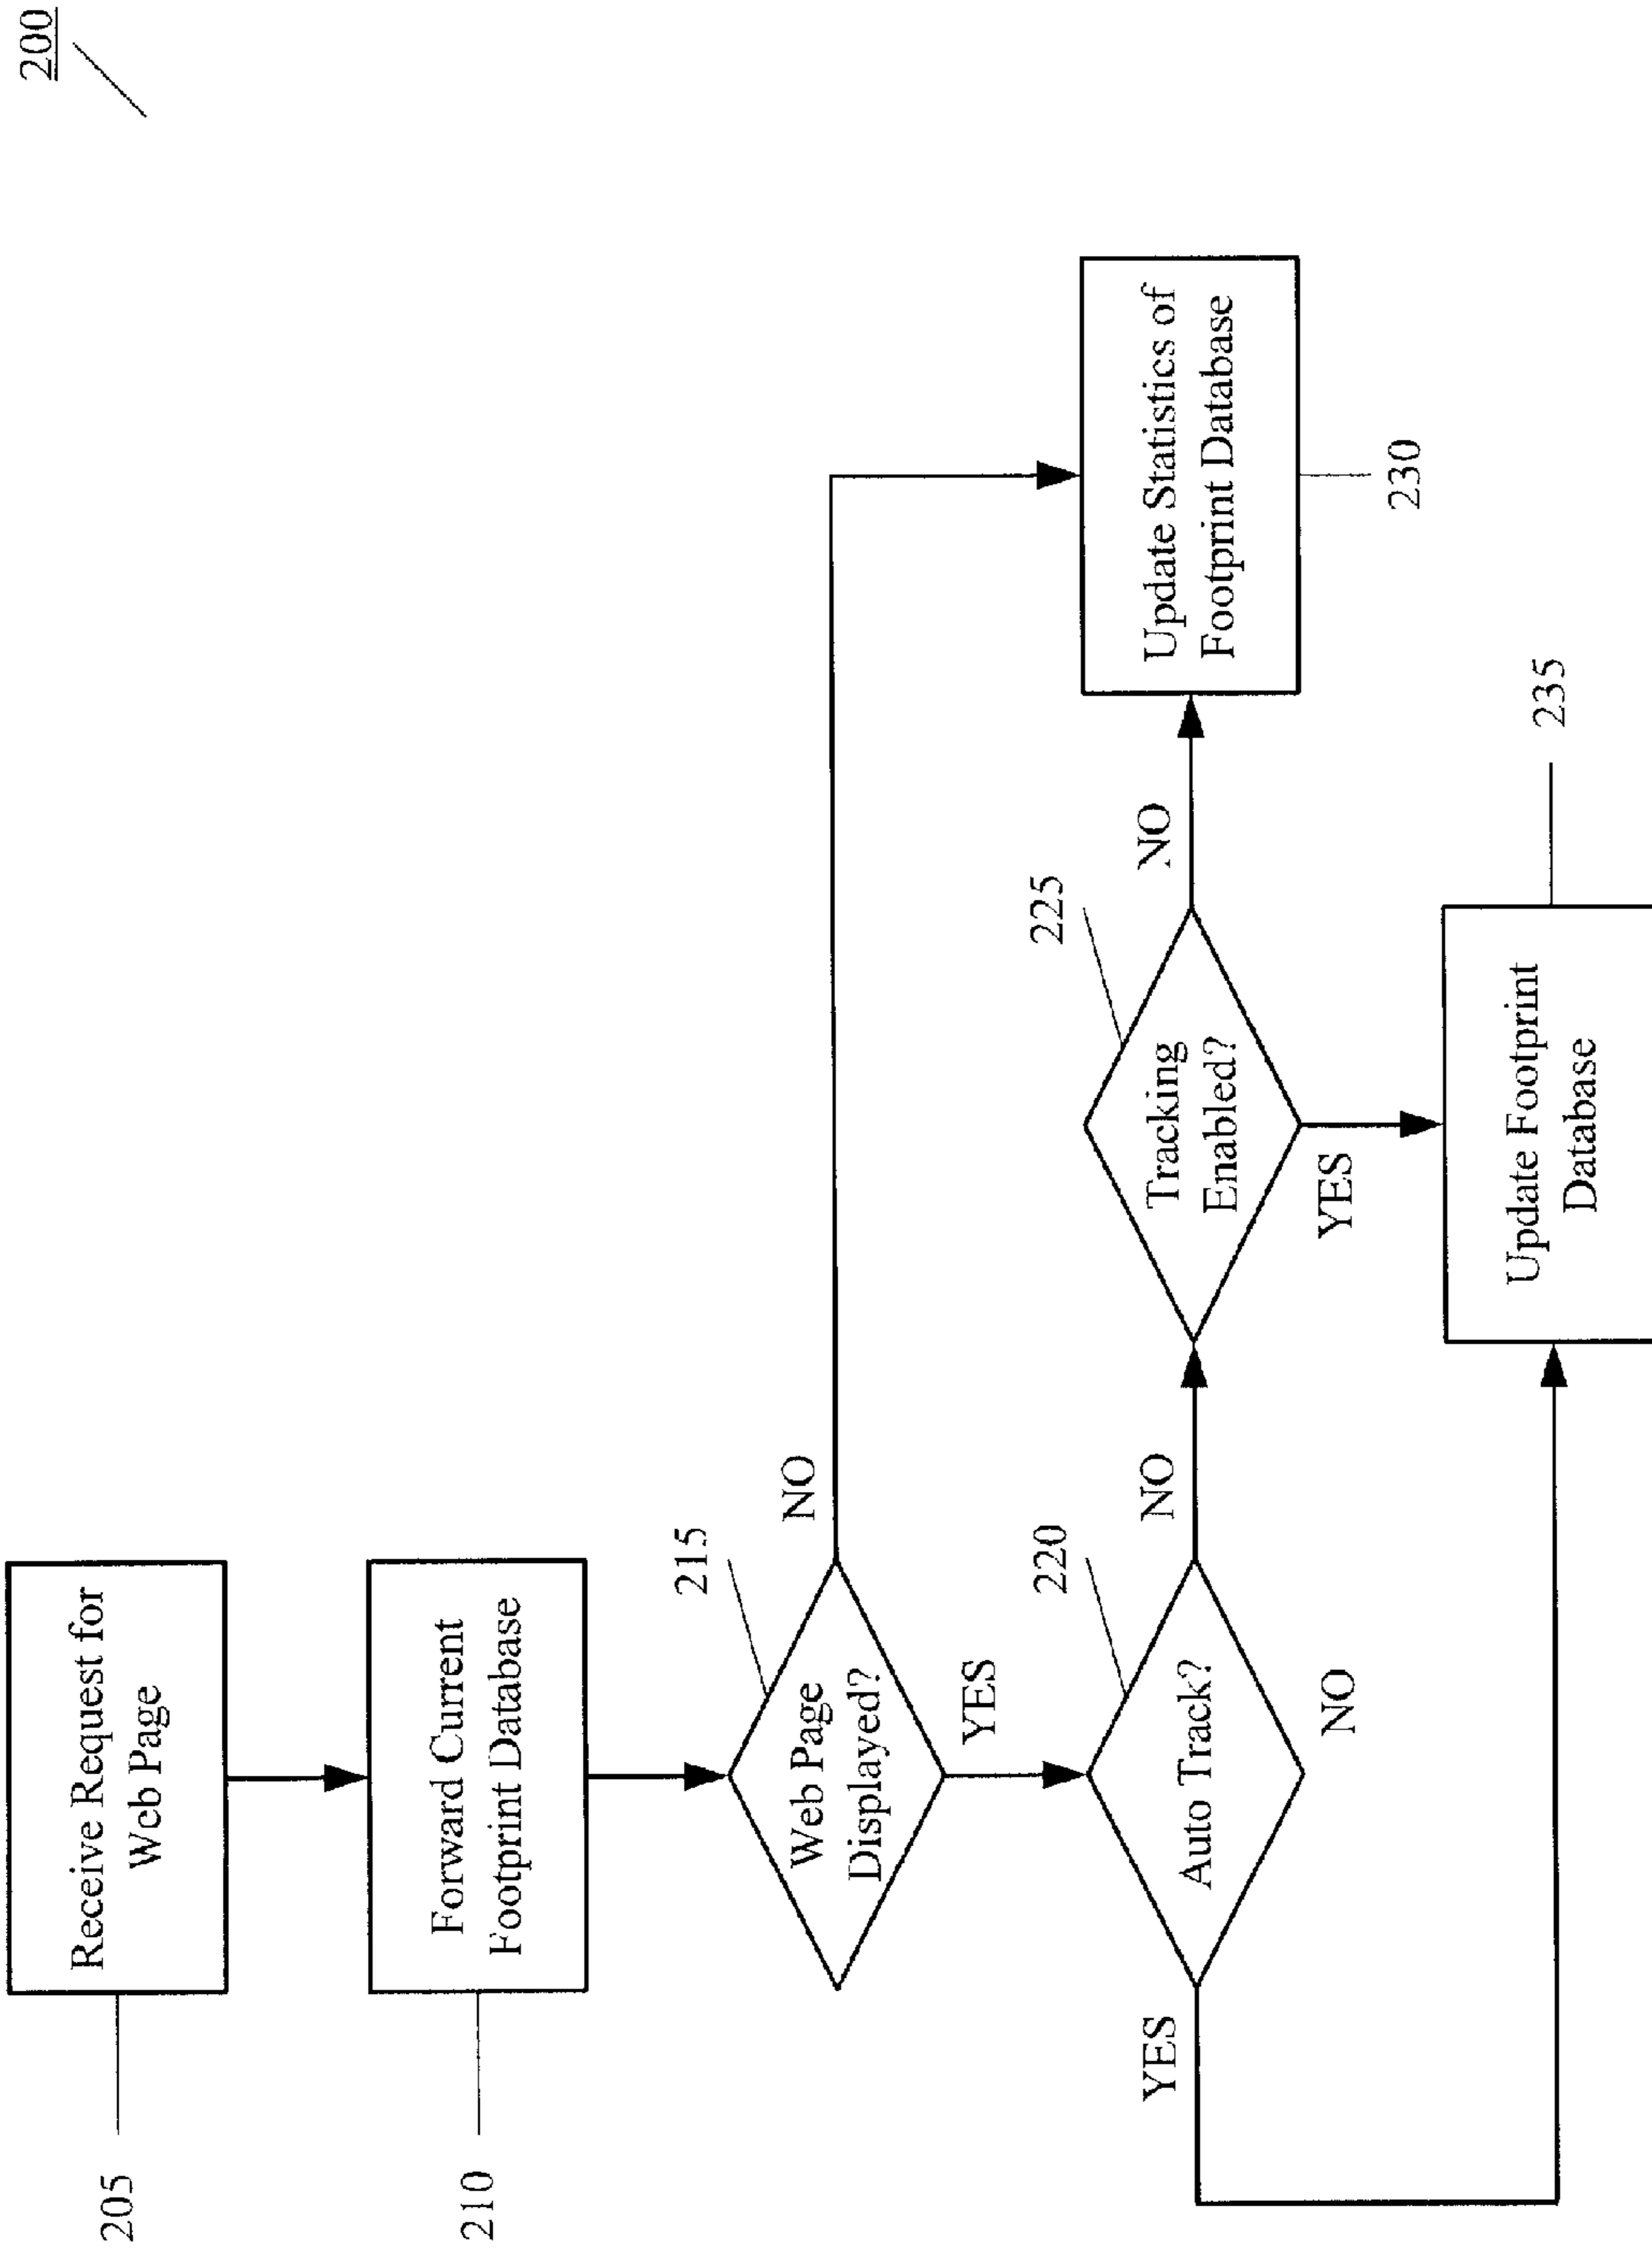 200
Receive Request for
Web Page
205
Forward Current
Footprint Database
210
215
Web Page
Displayed?
NO
YES
220
Auto Track?
YES
NO
NO
225
Tracking
Enabled?
NO
YES
Update Statistics of
Footprint Database
230
Update Footprint
Database
235